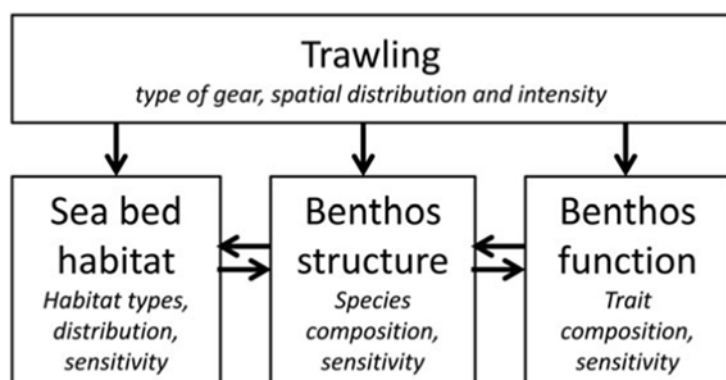 Trawling
type of gear, spatial distribution and intensity
Sea bed
habitat
Habitat types,
distribution,
sensitivity
Benthos
structure
Species
composition,
sensitivity
Benthos
function
Trait
composition,
sensitivity